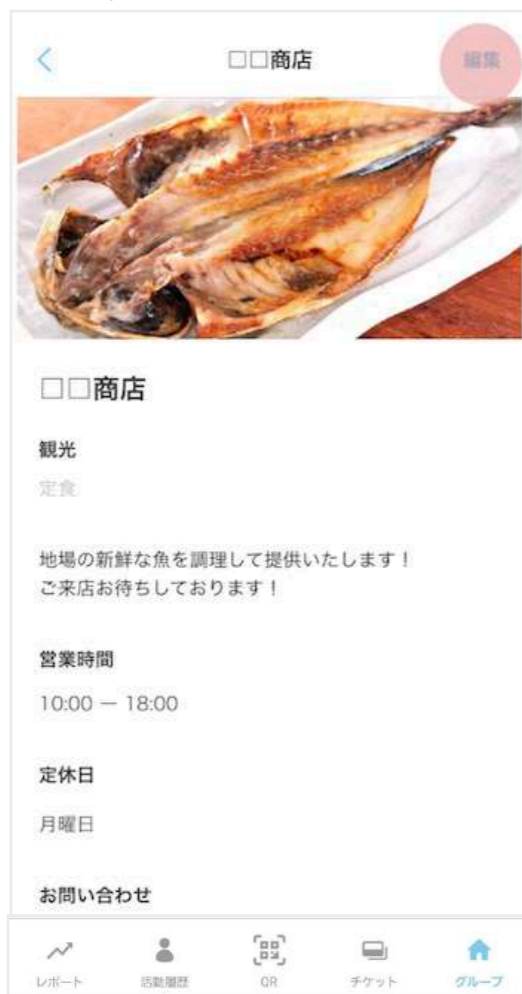 □□商店
編集
□□商店
観光
定食
地場の新鮮な魚を調理して提供いたします！
ご来店お待ちしております！
営業時間
10:00 － 18:00
定休日
月曜日
お問い合わせ
レポート
活動履歴
QR
チケット
グループ